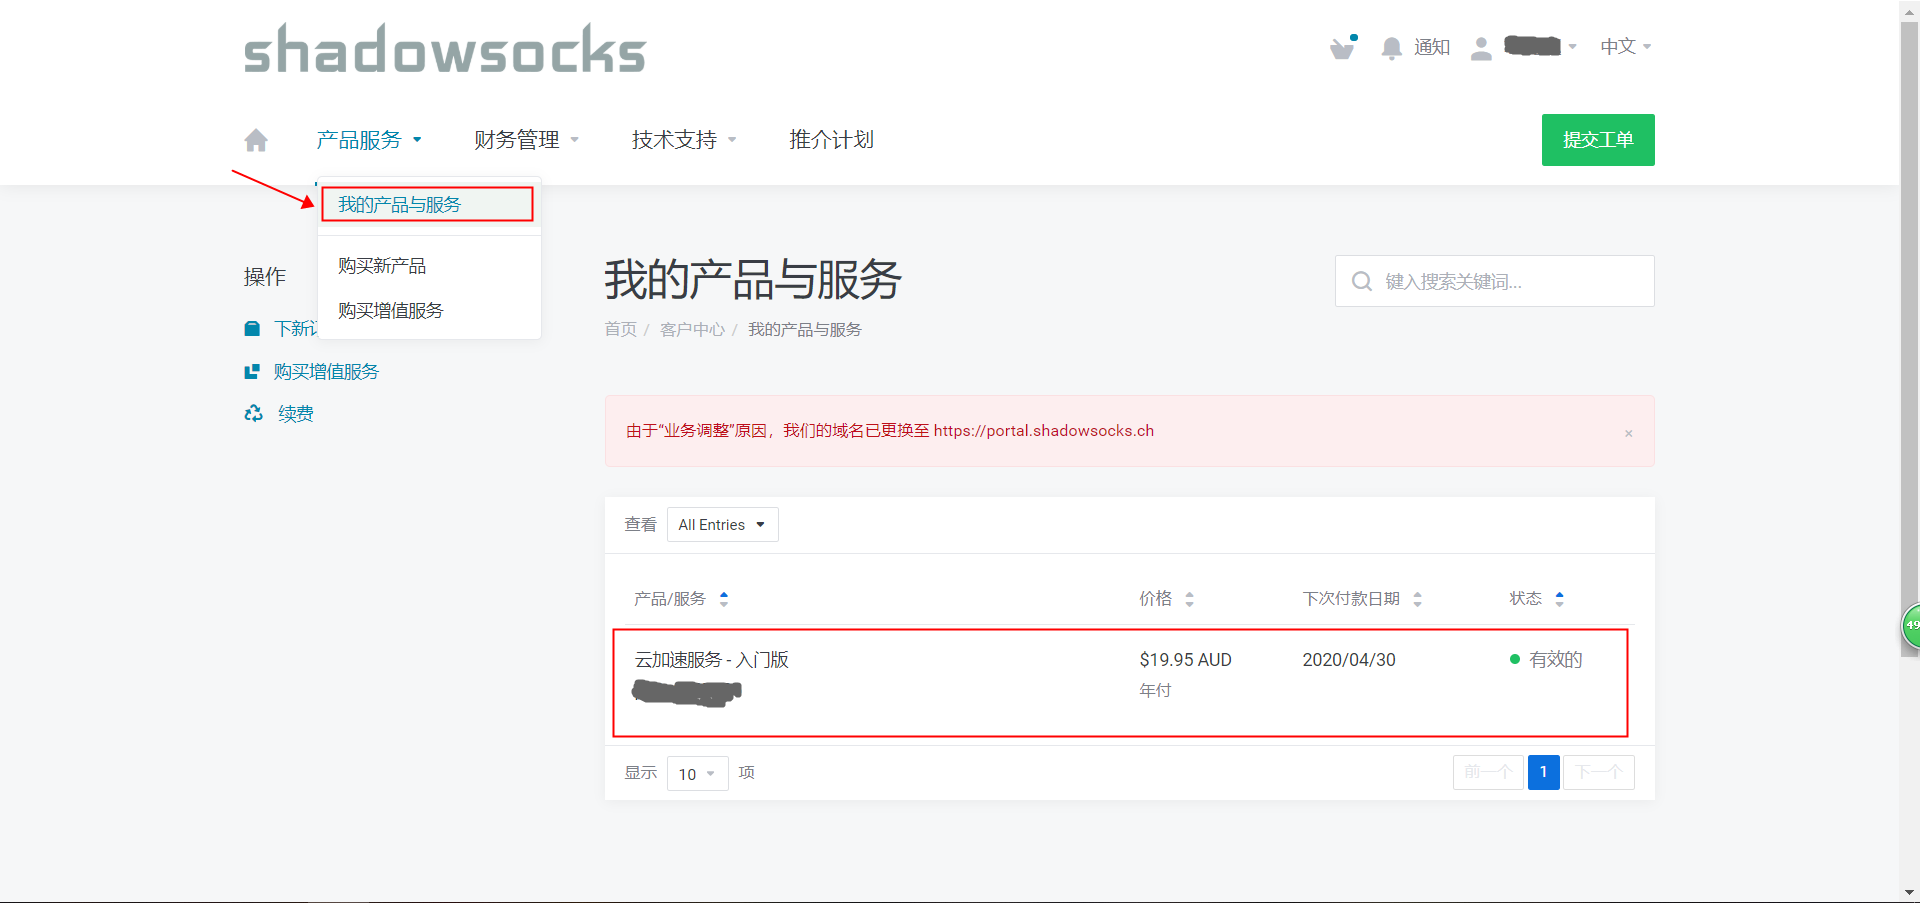 shadowsocks
通知
中文
产品服务
财务管理
技术支持
推介计划
提交工单
我的产品与服务
购买新产品
购买增值服务
操作
下新
购买增值服务
续费
我的产品与服务
键入搜索关键词...
首页 / 客户中心 / 我的产品与服务
由于“业务调整”原因，我们的域名已更换至 https://portal.shadowsocks.ch
×
查看 All Entries
产品/服务 价格 下次付款日期 状态
云加速服务 - 入门版 $19.95 AUD 2020/04/30 有效的
年付
显示 10 项
前一个 1 下一个
49